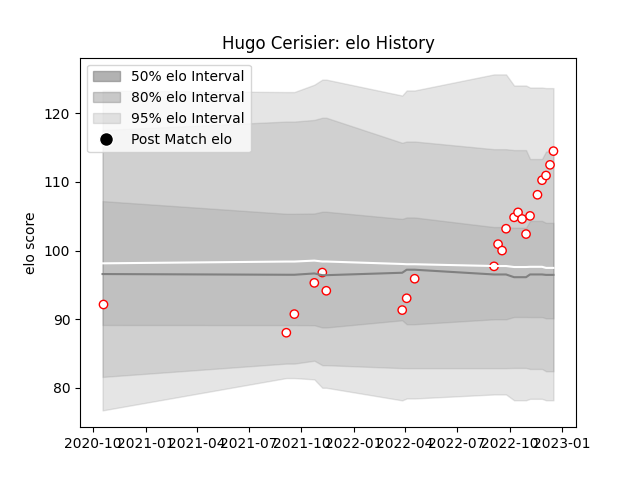 Hugo Cerisier: elo History
50% elo Interval
80% elo Interval
95% elo Interval
Post Match elo
elo score
120
110
100
90
80
2020-10 2021-01 2021-04 2021-07 2021-10 2022-01 2022-04 2022-07 2022-10 2023-01